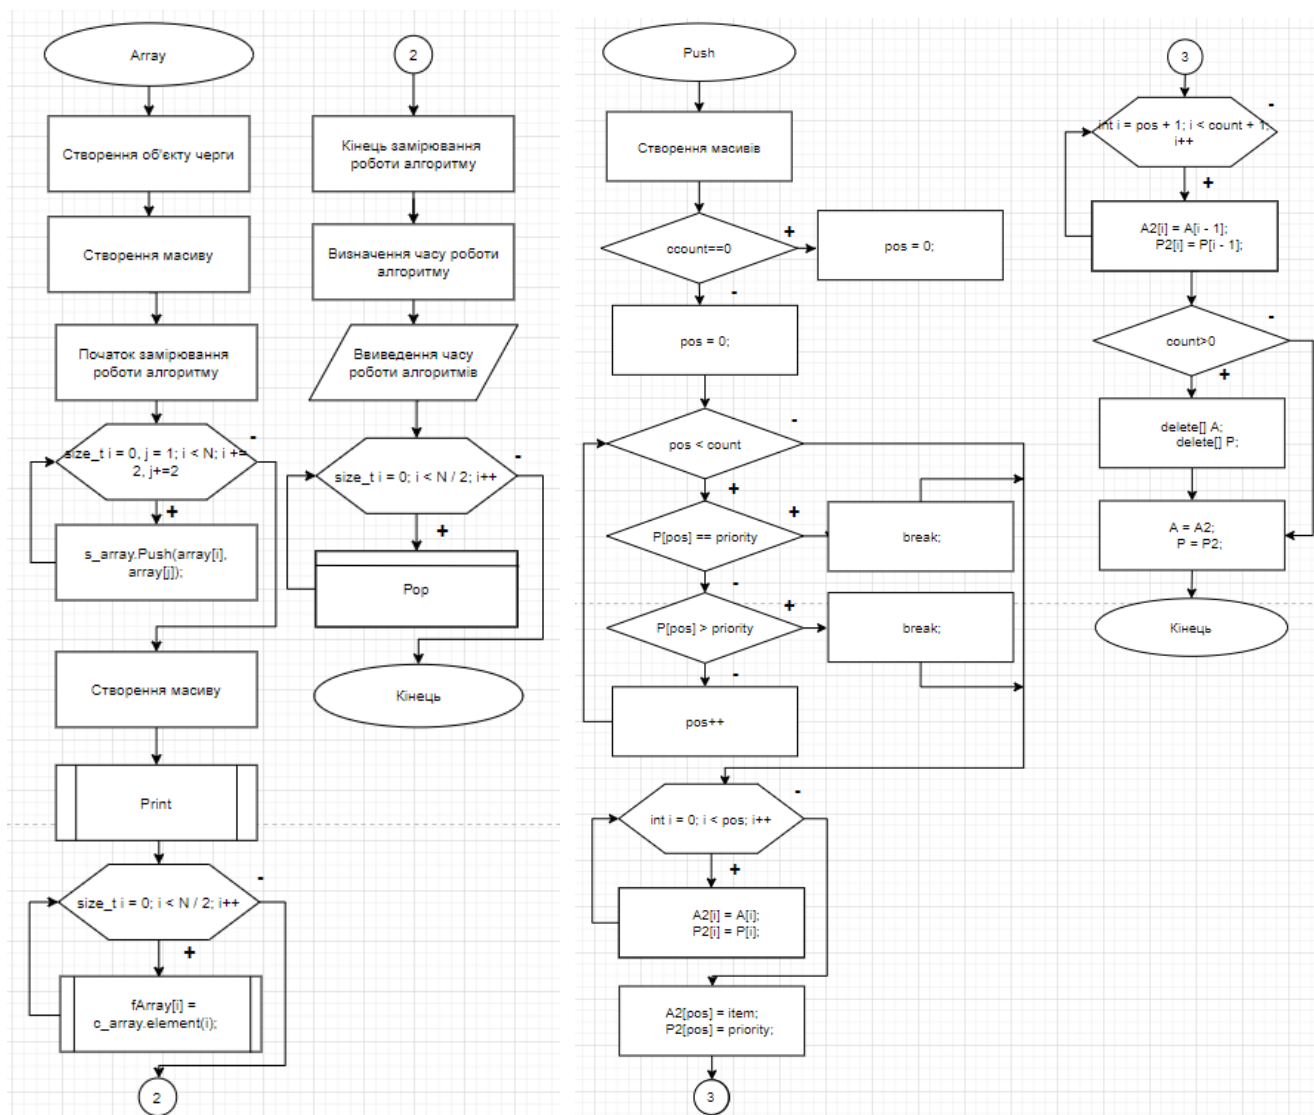 Array
Створення об'єкту черги
Створення масиву
Початок замірювання
роботи алгоритму
size_t i = 0, j = 1; i < N; i +=
2, j+=2
-
+
s_array.Push(array[i],
array[j]);
Створення масиву
Print
size_t i = 0; i < N / 2; i++
-
+
fArray[i] =
c_array.element(i);
2
2
Кінець замірювання
роботи алгоритму
Визначення часу роботи
алгоритму
Ввиведення часу
роботи алгоритмів
size_t i = 0; i < N / 2; i++
-
+
Pop
Кінець
Push
Створення масивів
ccount==0
+
pos = 0;
-
pos = 0;
pos < count
-
+
P[pos] == priority
+
break;
-
P[pos] > priority
+
break;
-
pos++
int i = 0; i < pos; i++
-
+
A2[i] = A[i];
P2[i] = P[i];
A2[pos] = item;
P2[pos] = priority;
3
3
int i = pos + 1; i < count + 1;
i++
-
+
A2[i] = A[i - 1];
P2[i] = P[i - 1];
count>0
-
+
delete[] A;
delete[] P;
A = A2;
P = P2;
Кінець